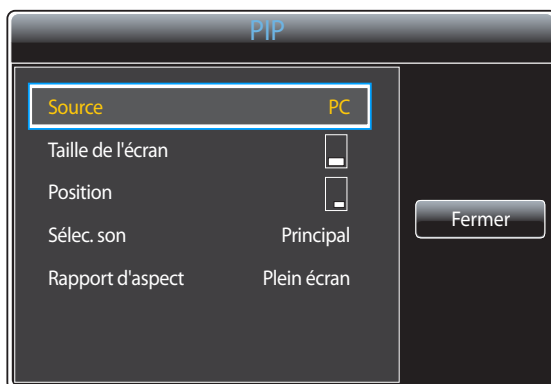 PIP
Source PC
Taille de l'écran
Position
Sélec. son Principal
Rapport d'aspect Plein écran
Fermer